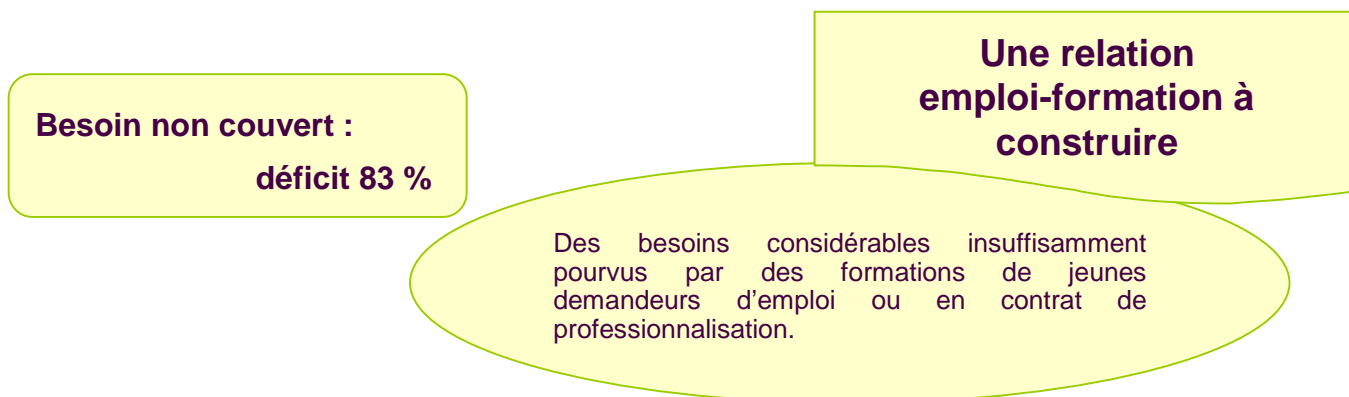 Besoin non couvert :
déficit 83 %
Une relation
emploi-formation à
construire
Des besoins considérables insuffisamment
pourvus par des formations de jeunes
demandeurs d'emploi ou en contrat de
professionnalisation.